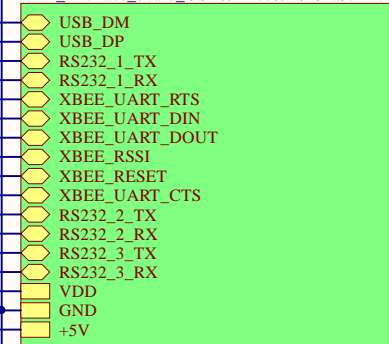 USB_DM
USB_DP
RS232_1_TX
RS232_1_RX
XBEE_UART_RTS
XBEE_UART_DIN
XBEE_UART_DOUT
XBEE_RSSI
XBEE_RESET
XBEE_UART_CTS
RS232_2_TX
RS232_2_RX
RS232_3_TX
RS232_3_RX
VDD
GND
+5V